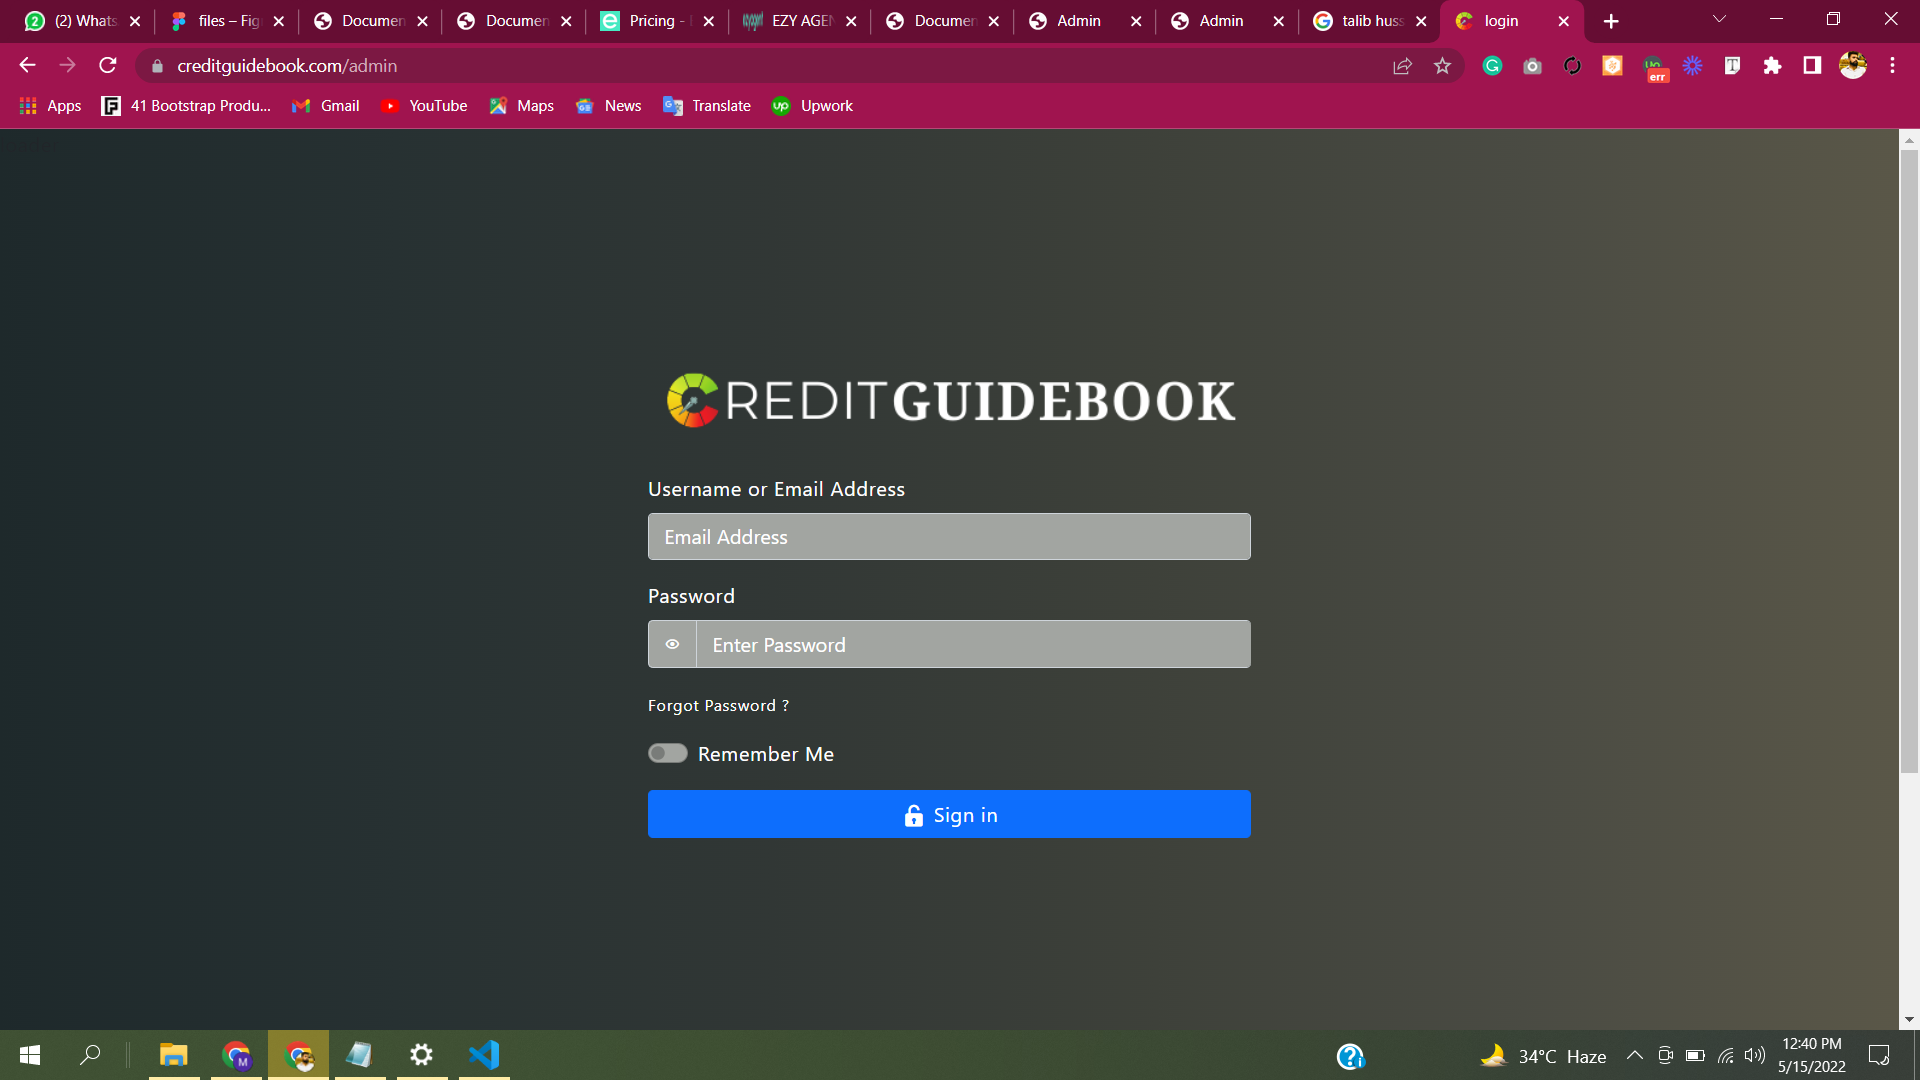 (2) Whats
files – Fig
Documen
Documen
Pricing -
EZY AGEN
Documen
Admin
Admin
talib huss
login
creditguidebook.com/admin
err
Apps
41 Bootstrap Produ...
Gmail
YouTube
Maps
News
Translate
Upwork
CREDITGUIDEBOOK
Username or Email Address
Email Address
Password
Enter Password
Forgot Password ?
Remember Me
Sign in
34°C Haze
12:40 PM
5/15/2022